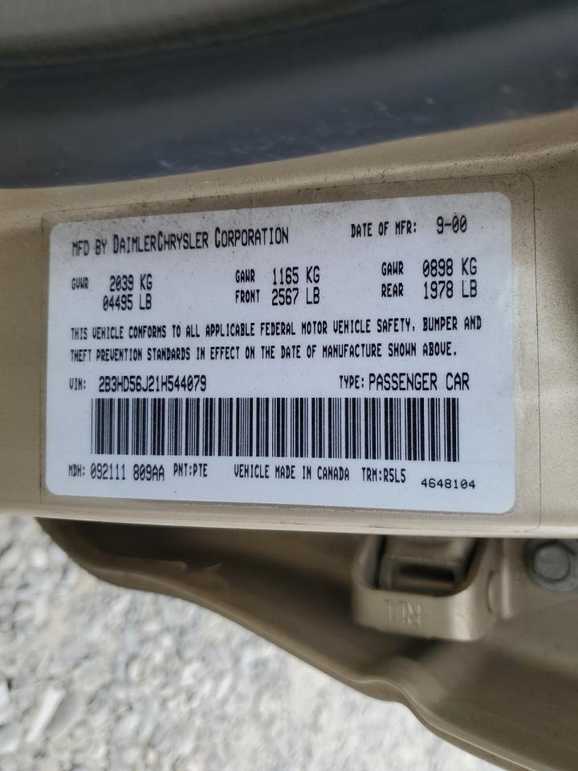 MFD BY DAIMLERCHRYSLER CORPORATION DATE OF MFR: 9-00
GVWR 2039 KG GAWR 1165 KG GAWR 0898 KG
04495 LB FRONT 2567 LB REAR 1978 LB
THIS VEHICLE CONFORMS TO ALL APPLICABLE FEDERAL MOTOR VEHICLE SAFETY, BUMPER AND
THEFT PREVENTION STANDARDS IN EFFECT ON THE DATE OF MANUFACTURE SHOWN ABOVE.
VIN: 2B3HD56J21H544079 TYPE: PASSENGER CAR
MDH: 092111 809AA PNT:PTE VEHICLE MADE IN CANADA TRM:R5L5
4648104